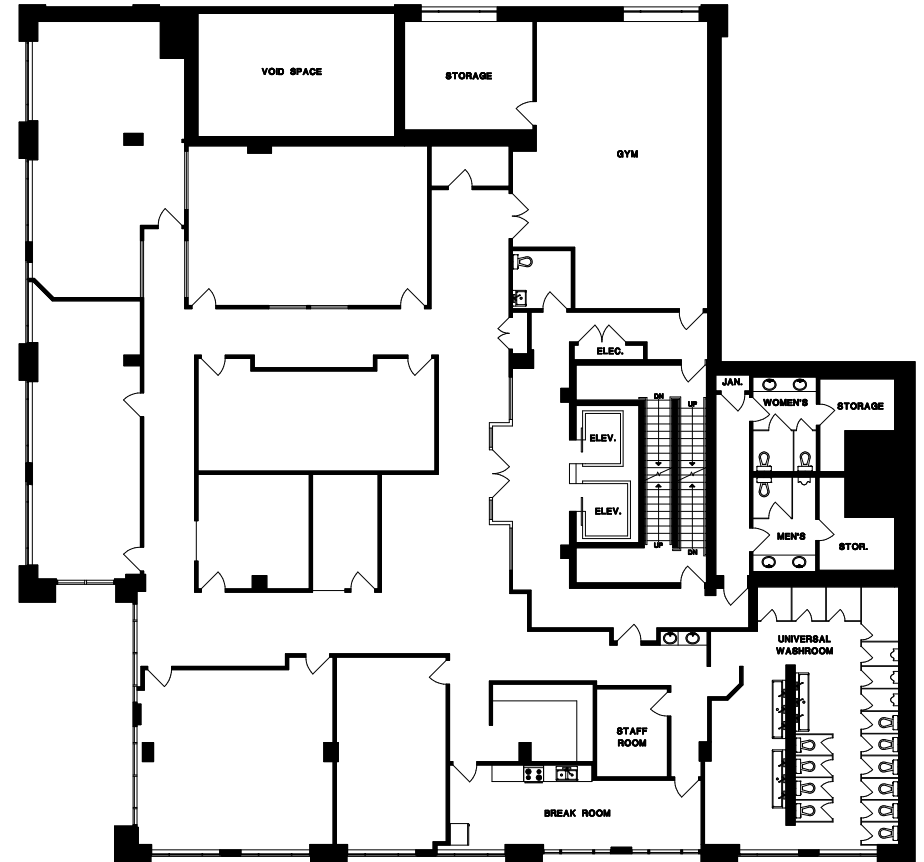 VOID SPACE
STORAGE
GYM
ELEC.
JAN.
WOMEN'S
STORAGE
DN
UP
ELEV.
ELEV.
UP
DN
MEN'S
STOR.
UNIVERSAL
WASHROOM
STAFF
ROOM
BREAK ROOM